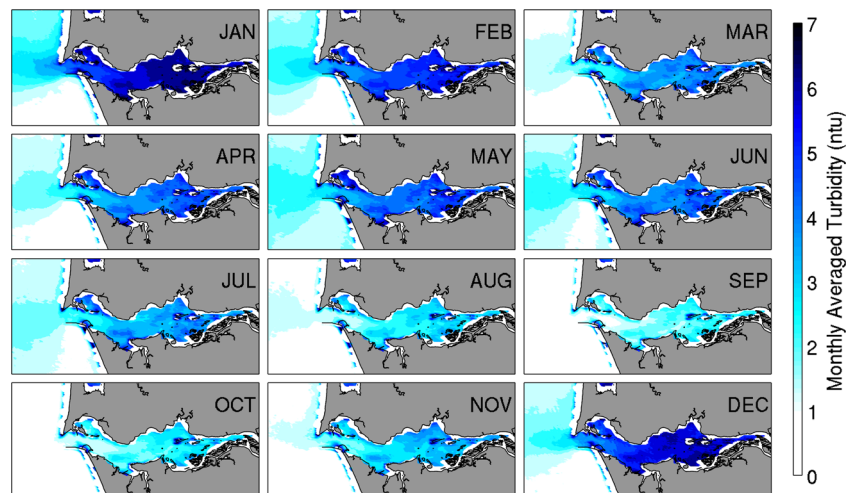 JAN
FEB
MAR
APR
MAY
JUN
JUL
AUG
SEP
OCT
NOV
DEC
7
6
5
4
3
2
1
0
Monthly Averaged Turbidity (ntu)